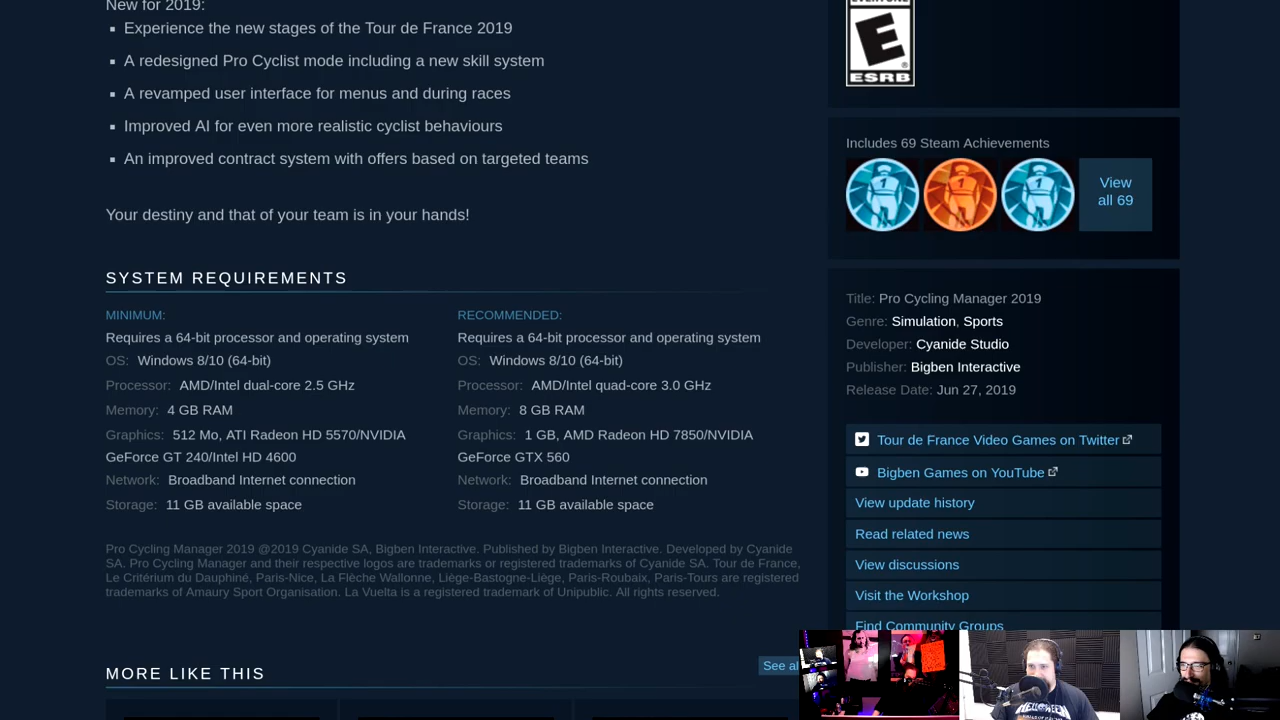 New for 2019:
Experience the new stages of the Tour de France 2019
A redesigned Pro Cyclist mode including a new skill system
A revamped user interface for menus and during races
Improved AI for even more realistic cyclist behaviours
An improved contract system with offers based on targeted teams
Your destiny and that of your team is in your hands!
SYSTEM REQUIREMENTS
MINIMUM:
Requires a 64-bit processor and operating system
OS: Windows 8/10 (64-bit)
Processor: AMD/Intel dual-core 2.5 GHz
Memory: 4 GB RAM
Graphics: 512 Mo, ATI Radeon HD 5570/NVIDIA
GeForce GT 240/Intel HD 4600
Network: Broadband Internet connection
Storage: 11 GB available space
RECOMMENDED:
Requires a 64-bit processor and operating system
OS: Windows 8/10 (64-bit)
Processor: AMD/Intel quad-core 3.0 GHz
Memory: 8 GB RAM
Graphics: 1 GB, AMD Radeon HD 7850/NVIDIA
GeForce GTX 560
Network: Broadband Internet connection
Storage: 11 GB available space
Pro Cycling Manager 2019 @2019 Cyanide SA, Bigben Interactive. Published by Bigben Interactive. Developed by Cyanide
SA. Pro Cycling Manager and their respective logos are trademarks or registered trademarks of Cyanide SA. Tour de France,
Le Critérium du Dauphiné, Paris-Nice, La Flèche Wallonne, Liège-Bastogne-Liège, Paris-Roubaix, Paris-Tours are registered
trademarks of Amaury Sport Organisation. La Vuelta is a registered trademark of Unipublic. All rights reserved.
MORE LIKE THIS
See al
EVERYONE
E
ESRB
Includes 69 Steam Achievements
1
1
1
View
all 69
Title: Pro Cycling Manager 2019
Genre: Simulation, Sports
Developer: Cyanide Studio
Publisher: Bigben Interactive
Release Date: Jun 27, 2019
Tour de France Video Games on Twitter
Bigben Games on YouTube
View update history
Read related news
View discussions
Visit the Workshop
Find Community Groups